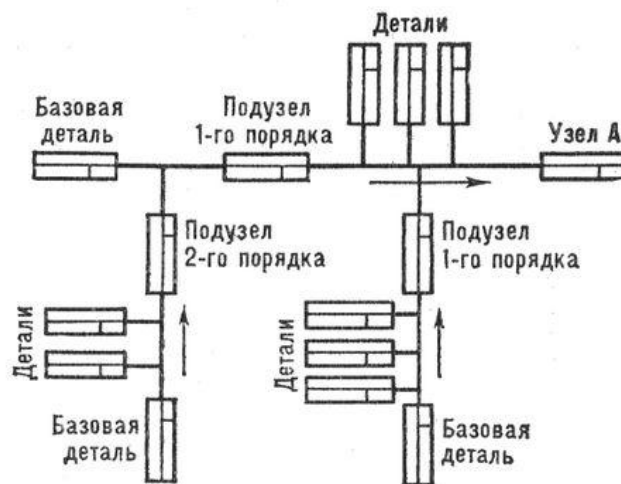 Детали
Базовая
деталь
Подузел
1-го порядка
Узел А
Подузел
2-го порядка
Подузел
1-го порядка
Детали
Детали
Базовая
деталь
Базовая
деталь